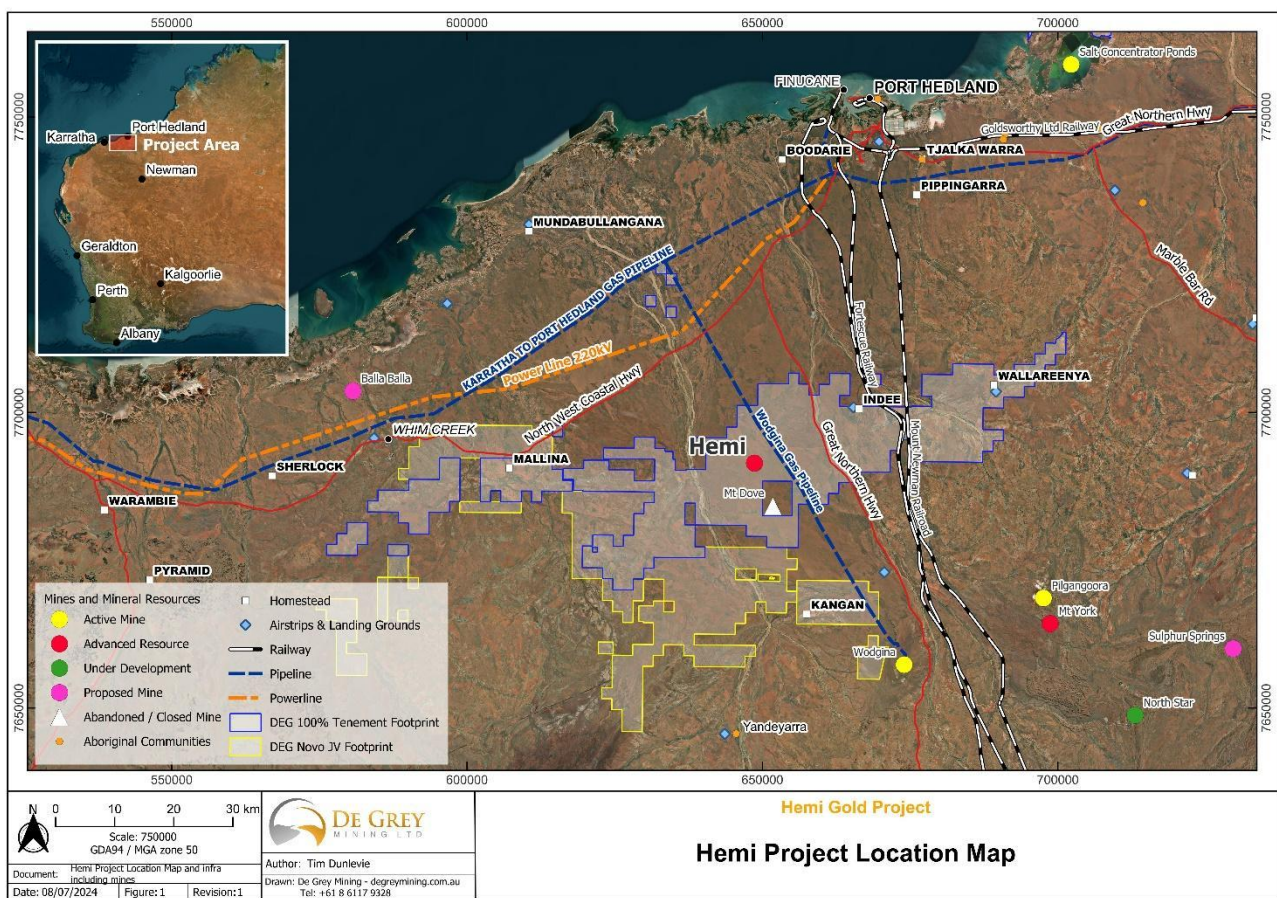 550000 600000 650000 700000
Salt Concentrator Ponds
FINUCANE
PORT HEDLAND
7750000
7750000
Goldsworthy Ltd Railway
Great Northern Hwy
Port Hedland
Karratha
Project Area
Newman
Geraldton
Kalgoorlie
Perth
Albany
BOODARIE
TJALKA WARRA
PIPPINGARRA
MUNDABULLANGANA
Marble Bar Rd
KARRATHA TO PORT HEDLAND GAS PIPELINE
Power Line 220kV
Fortescue Railway
Balla Balla
WALLAREENYA
INDEE
7700000
7700000
WHIM CREEK
North West Coastal Hwy
Wodgina Gas Pipeline
Great Northern Hwy
Mount Newman Railroad
Hemi
MALLINA
SHERLOCK
Mt Dove
WARAMBIE
PYRAMID
Pilgangoora
Mt York
KANGAN
Sulphur Springs
Wodgina
North Star
7650000
7650000
Yandeyarra
Mines and Mineral Resources
Active Mine
Advanced Resource
Under Development
Proposed Mine
Abandoned / Closed Mine
Aboriginal Communities
Homestead
Airstrips & Landing Grounds
Railway
Pipeline
Powerline
DEG 100% Tenement Footprint
DEG Novo JV Footprint
550000 600000 650000 700000
N
0 10 20 30 km
Scale: 750000
GDA94 / MGA zone 50
Document: Hemi Project Location Map and infra
including mines
Date: 08/07/2024 Figure: 1 Revision: 1
DE GREY
MINING LTD
Author: Tim Dunlevie
Drawn: De Grey Mining - degreymining.com.au
Tel: +61 8 6117 9328
Hemi Gold Project
Hemi Project Location Map